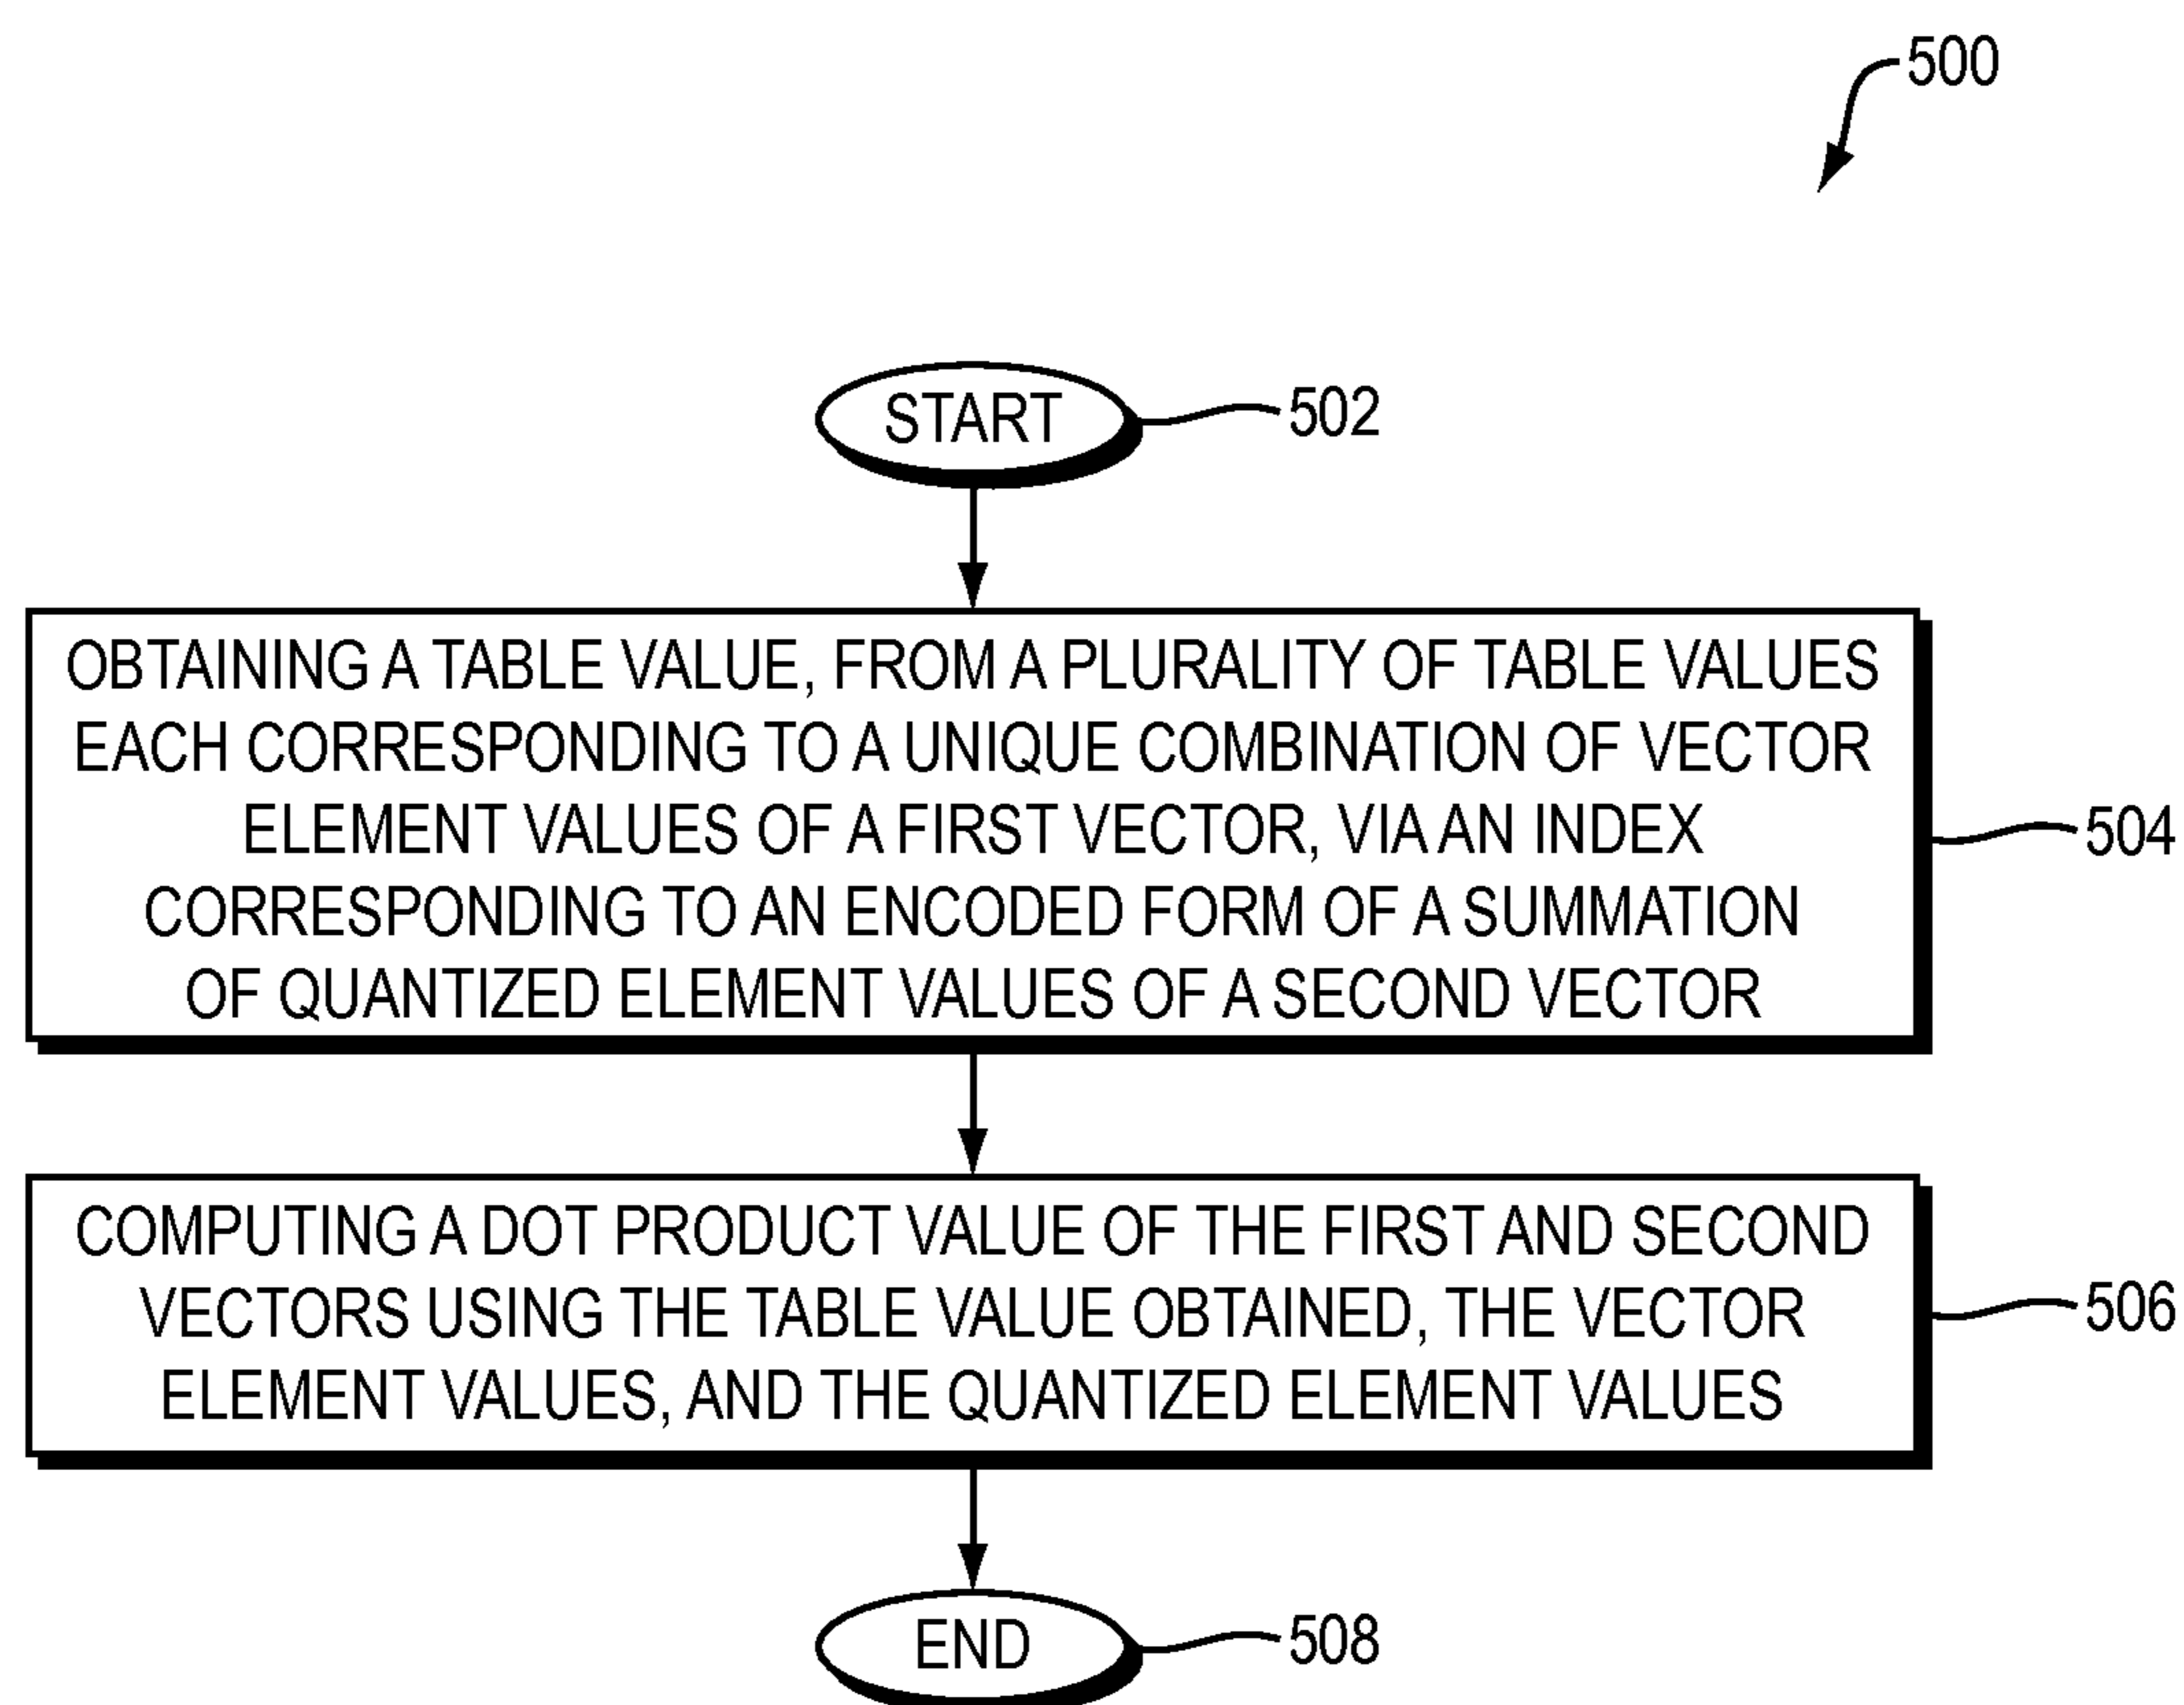 500
START
502
OBTAINING A TABLE VALUE, FROM A PLURALITY OF TABLE VALUES
EACH CORRESPONDING TO A UNIQUE COMBINATION OF VECTOR
ELEMENT VALUES OF A FIRST VECTOR, VIA AN INDEX
CORRESPONDING TO AN ENCODED FORM OF A SUMMATION
OF QUANTIZED ELEMENT VALUES OF A SECOND VECTOR
504
COMPUTING A DOT PRODUCT VALUE OF THE FIRST AND SECOND
VECTORS USING THE TABLE VALUE OBTAINED, THE VECTOR
ELEMENT VALUES, AND THE QUANTIZED ELEMENT VALUES
506
END
508